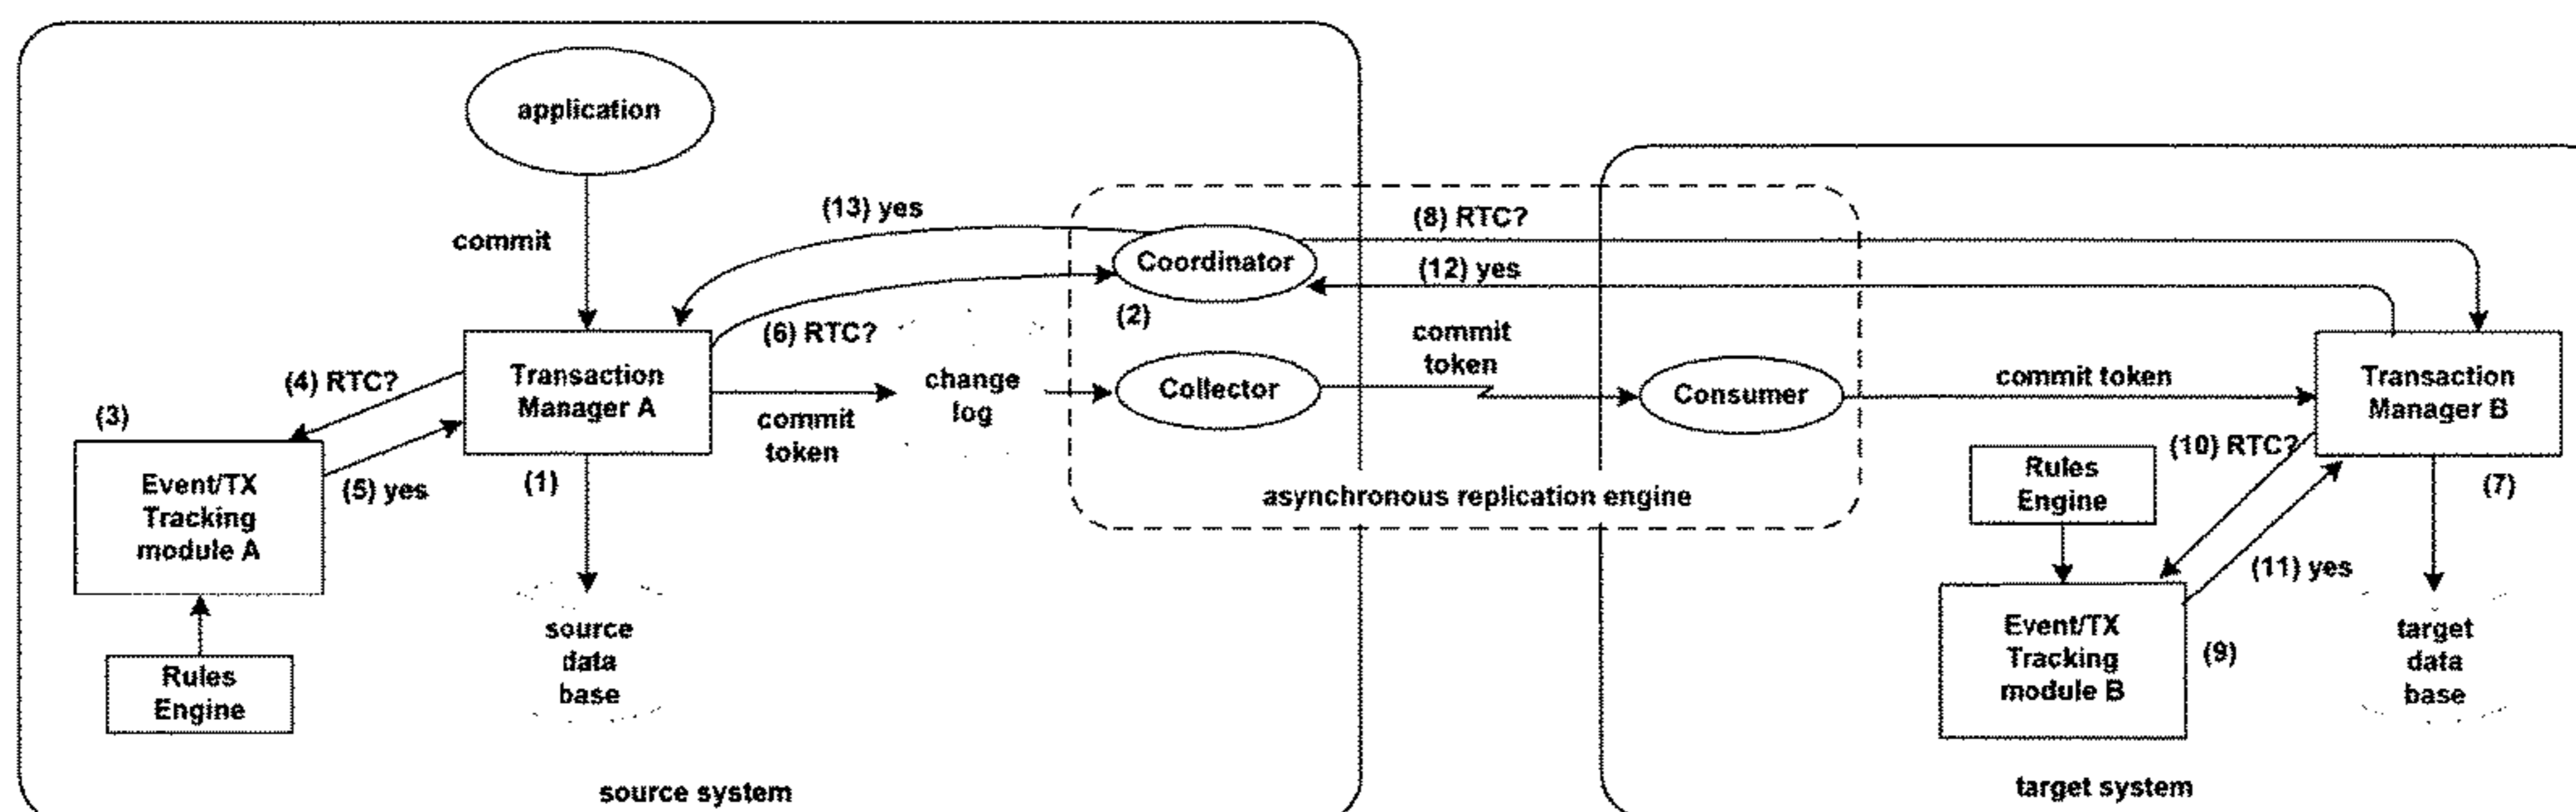 application
commit
(13) yes
(8) RTC?
Coordinator
(12) yes
(2)
(6) RTC?
(4) RTC?
Transaction
Manager A
change
log
commit
token
Collector
commit
token
Consumer
commit token
Transaction
Manager B
(3)
Event/TX
Tracking
module A
(5) yes
(1)
asynchronous replication engine
Rules
Engine
(10) RTC?
(7)
(11) yes
Rules
Engine
source
data
base
Event/TX
Tracking
module B
(9)
target
data
base
source system
target system